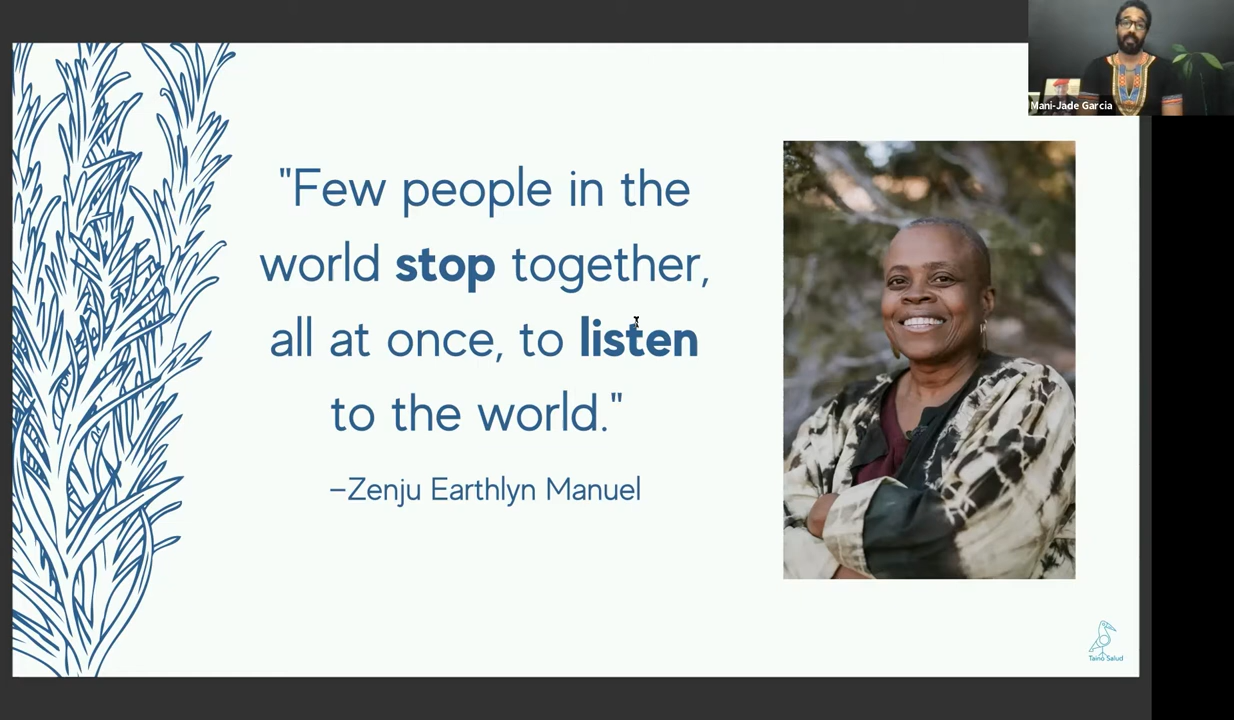 Mani-Jade Garcia
"Few people in the
world stop together,
all at once, to listen
to the world."
–Zenju Earthlyn Manuel
Taíno Salud